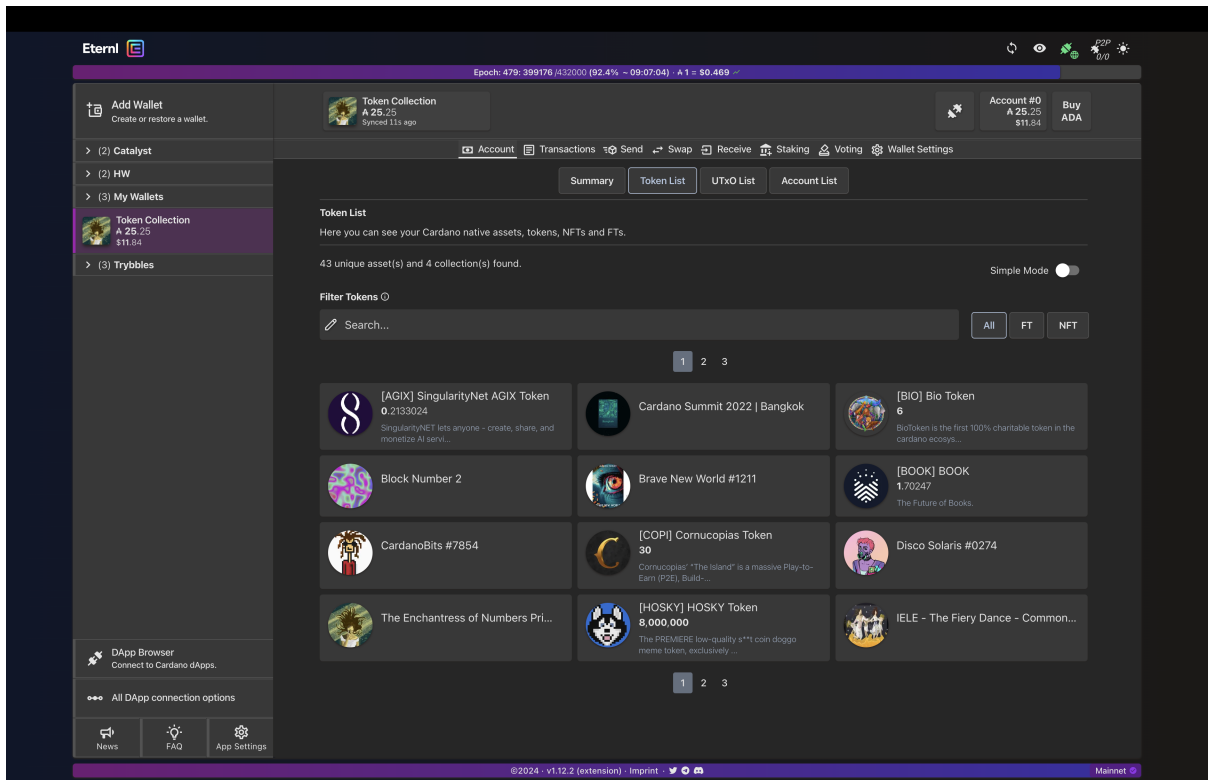 Eternl
P2P
0/0
Epoch: 479: 399176 /432000 (92.4% ~ 09:07:04) · ₳ 1 = $0.469
Add Wallet
Create or restore a wallet.
(2) Catalyst
(2) HW
(3) My Wallets
Token Collection
₳ 25.25
$11.84
(3) Trybbles
DApp Browser
Connect to Cardano dApps.
All DApp connection options
News
FAQ
App Settings
Token Collection
₳ 25.25
Synced 11s ago
Account #0
₳ 25.25
$11.84
Buy
ADA
Account
Transactions
Send
Swap
Receive
Staking
Voting
Wallet Settings
Summary
Token List
UTxO List
Account List
Token List
Here you can see your Cardano native assets, tokens, NFTs and FTs.
43 unique asset(s) and 4 collection(s) found.
Simple Mode
Filter Tokens
Search...
All
FT
NFT
1 2 3
[AGIX] SingularityNet AGIX Token
0.2133024
SingularityNET lets anyone - create, share, and
monetize AI servi...
Cardano Summit 2022 | Bangkok
[BIO] Bio Token
6
BioToken is the first 100% charitable token in the
cardano ecosys...
Block Number 2
Brave New World #1211
[BOOK] BOOK
1.70247
The Future of Books.
CardanoBits #7854
[COPI] Cornucopias Token
30
Cornucopias' "The Island" is a massive Play-to-
Earn (P2E), Build-...
Disco Solaris #0274
The Enchantress of Numbers Pri...
[HOSKY] HOSKY Token
8,000,000
The PREMIERE low-quality s**t coin doggo
meme token, exclusively ...
IELE - The Fiery Dance - Common...
1 2 3
©2024 · v1.12.2 (extension) · Imprint ·
Mainnet